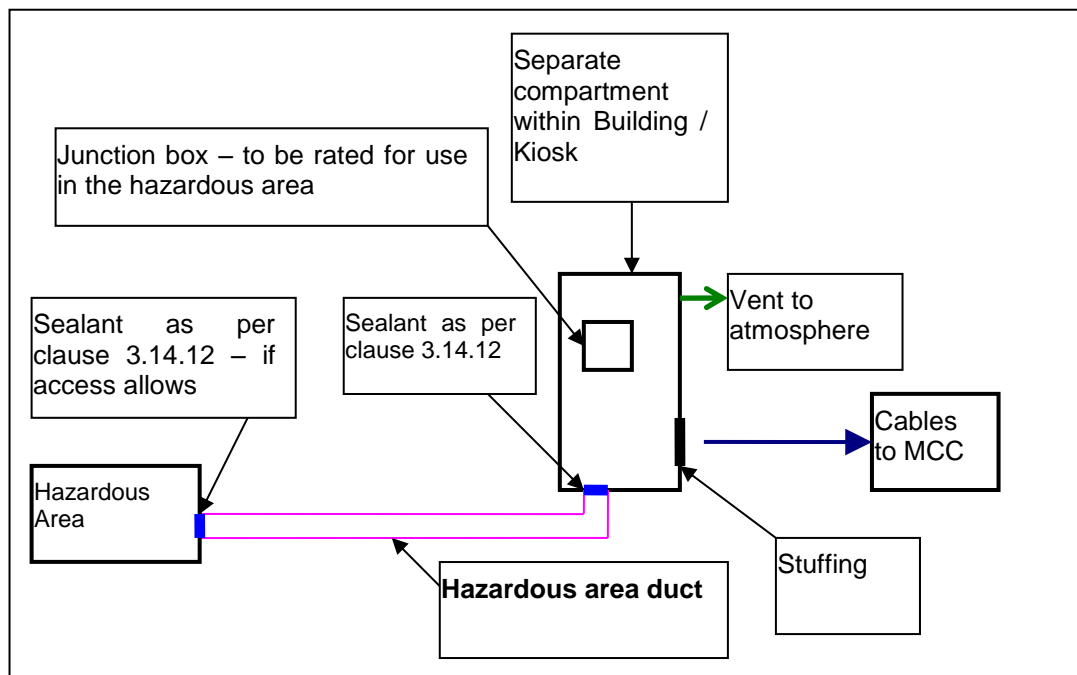 Separate
compartment
within Building /
Kiosk
Junction box – to be rated for use
in the hazardous area
Vent to
atmosphere
Sealant as per
clause 3.14.12 – if
access allows
Sealant as per
clause 3.14.12
Cables
to MCC
Hazardous
Area
Stuffing
Hazardous area duct